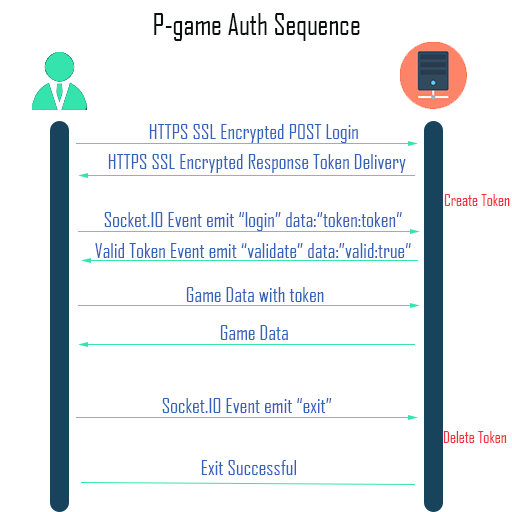 P-game Auth Sequence
HTTPS SSL Encrypted POST Login
HTTPS SSL Encrypted Response Token Delivery
Create Token
Socket.IO Event emit “login” data:“token:token”
Valid Token Event emit “validate” data:”valid:true”
Game Data with token
Game Data
Socket.IO Event emit “exit”
Delete Token
Exit Successful